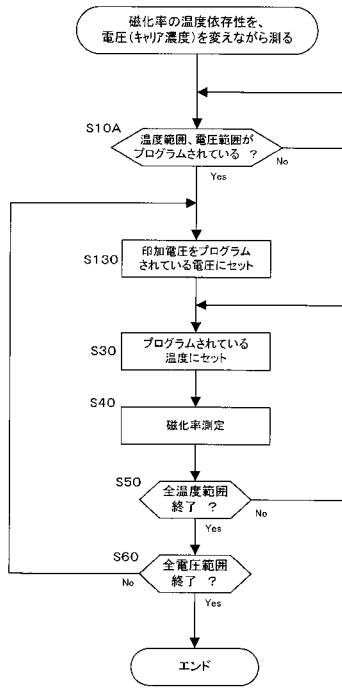 磁化率の温度依存性を、
電圧(キャリア濃度)を変えながら測る
S10A
温度範囲、電圧範囲が
プログラムされている ?
No
Yes
S130
印加電圧をプログラム
されている電圧にセット
S30
プログラムされている
温度にセット
S40
磁化率測定
S50
全温度範囲
終了 ?
No
Yes
S60
全電圧範囲
終了 ?
No
Yes
エンド